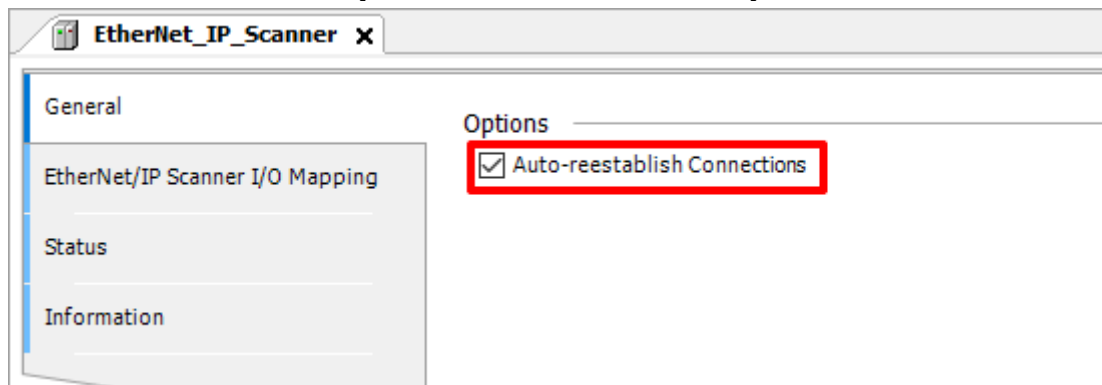 EtherNet_IP_Scanner x
General
Options
Auto-reestablish Connections
EtherNet/IP Scanner I/O Mapping
Status
Information